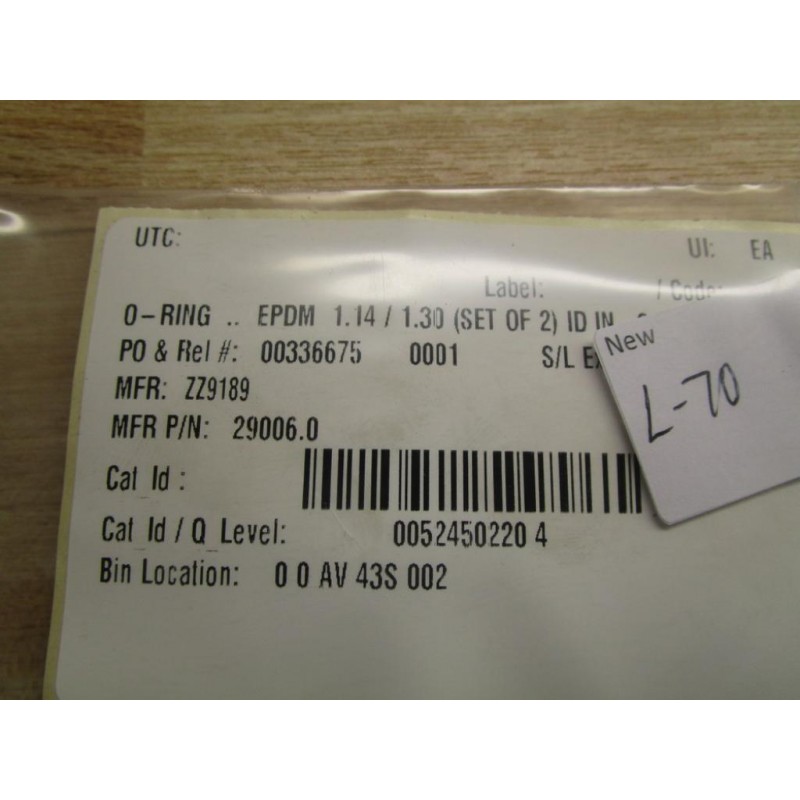 UTC:
UI: EA
Label: / Code:
O-RING .. EPDM 1.14 / 1.30 (SET OF 2) ID IN
PO & Rel #: 00336675 0001 S/L
MFR: ZZ9189
MFR P/N: 29006.0
Cat Id :
Cat Id / Q Level: 0052450220 4
Bin Location: 0 0 AV 43S 002
New
L-70